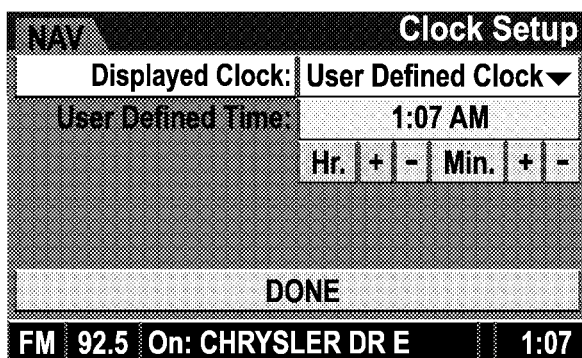 NAV Clock Setup
Displayed Clock: User Defined Clock
User Defined Time: 1:07 AM
Hr. + - Min. + -
DONE
FM 92.5 On: CHRYSLER DR E 1:07